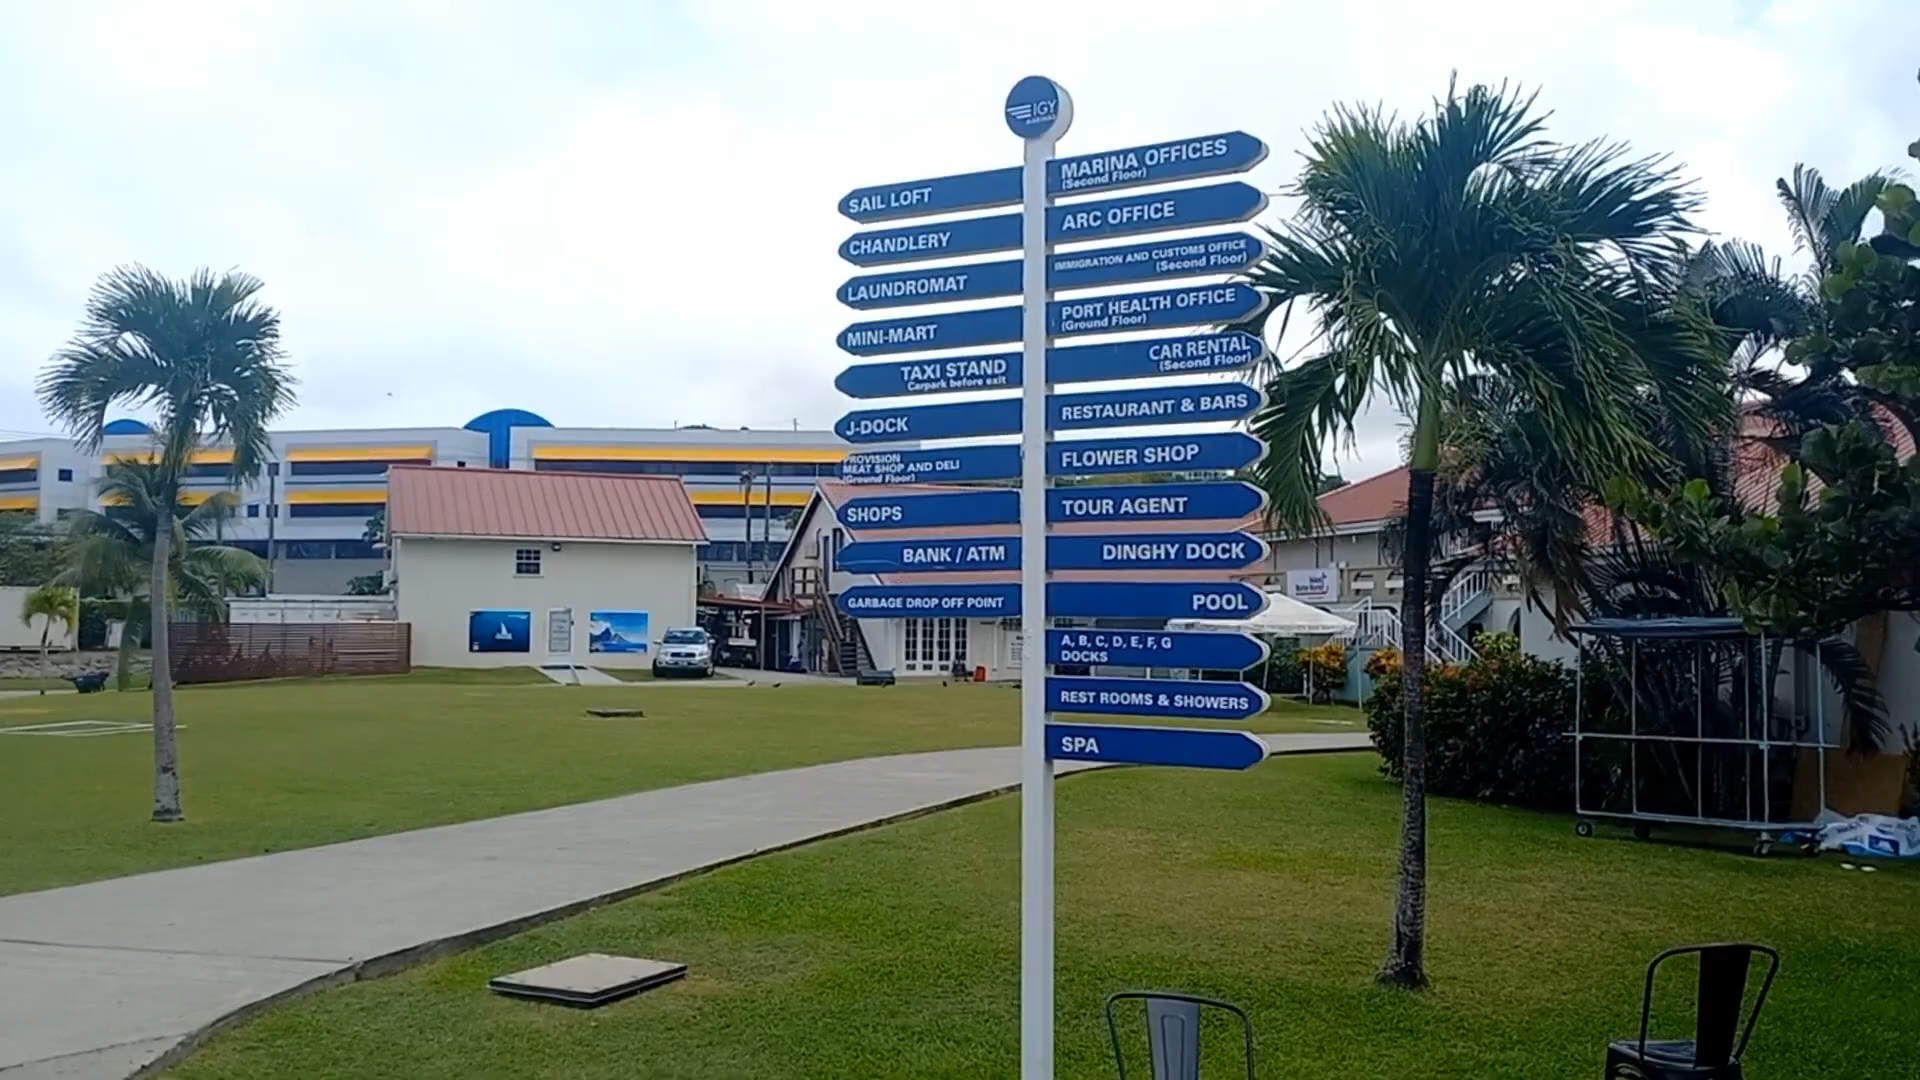 IGY
MARINAS
SAIL LOFT
CHANDLERY
LAUNDROMAT
MINI-MART
TAXI STAND
Carpark before exit
J-DOCK
PROVISION
MEAT SHOP AND DELI
(Ground Floor)
SHOPS
BANK / ATM
GARBAGE DROP OFF POINT
MARINA OFFICES
(Second Floor)
ARC OFFICE
IMMIGRATION AND CUSTOMS OFFICE
(Second Floor)
PORT HEALTH OFFICE
(Ground Floor)
CAR RENTAL
(Second Floor)
RESTAURANT & BARS
FLOWER SHOP
TOUR AGENT
DINGHY DOCK
POOL
A, B, C, D, E, F, G
DOCKS
REST ROOMS & SHOWERS
SPA